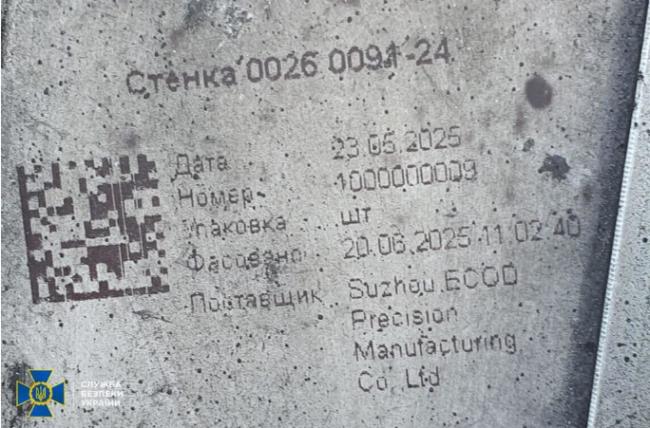 Стенка 0026 0091-24
Дата 23.05.2025
Номер 1000000009
Упаковка шт
Фасовано 20.06.2025 11 02 40
Поставщик Suzhou ECOD
Precision
Manufacturing
Co., Ltd
СЛУЖБА
БЕЗПЕКИ
УКРАЇНИ